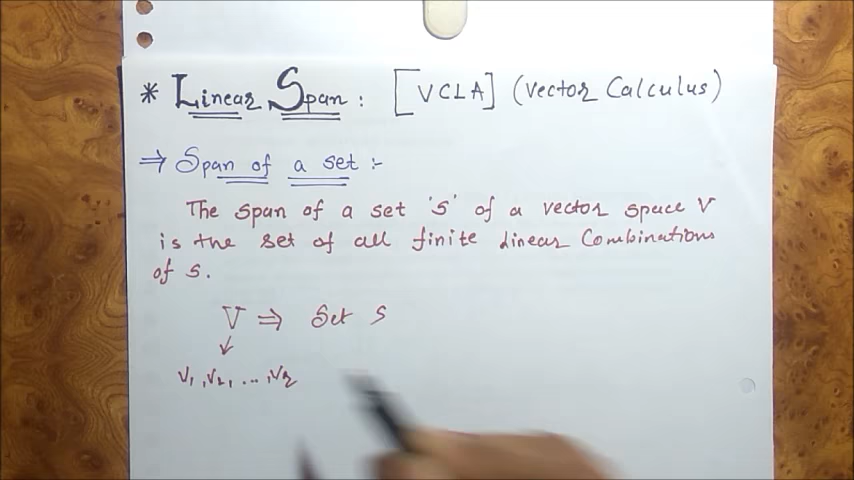 * Linear Span : [VCLA] (Vector Calculus)
⇒ Span of a set :-
The span of a set 's' of a vector space V
is the set of all finite Linear Combinations
of s.
V ⇒ Set S
↓
V₁, V₂, ..., Vr